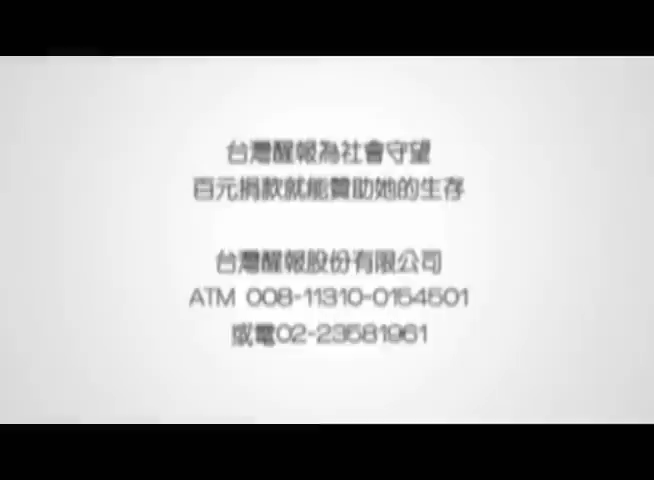 台灣醒報為社會守望
百元捐款就能贊助她的生存
台灣醒報股份有限公司
ATM 008-11310-0154501
或電02-23581961